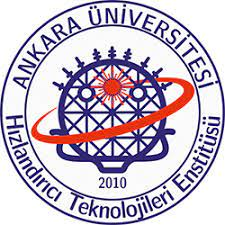 ANKARA ÜNİVERSİTESİ
Hızlandırıcı Teknolojileri Enstitüsü
2010